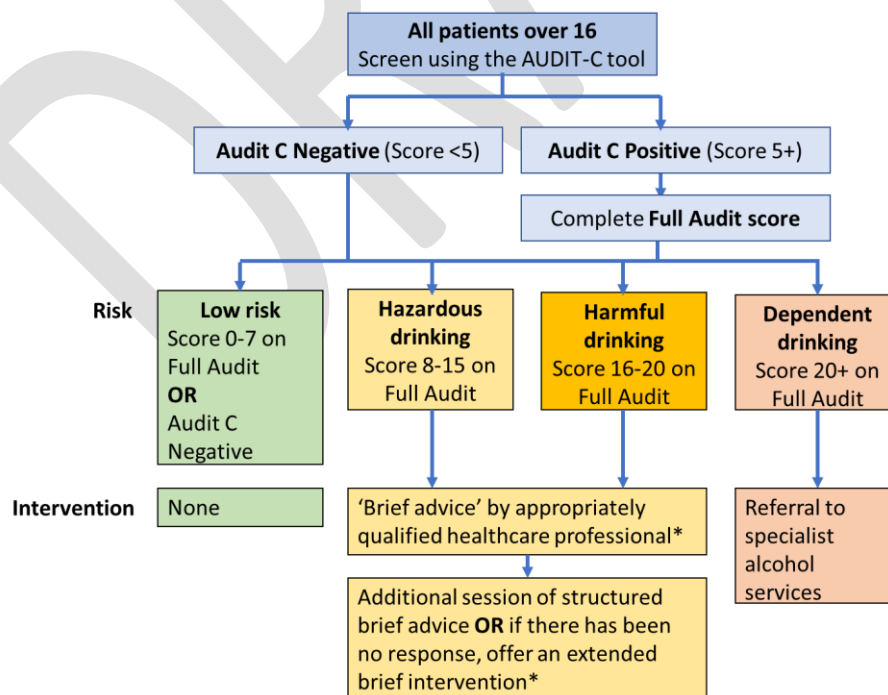 All patients over 16
Screen using the AUDIT-C tool
Audit C Negative (Score <5)
Audit C Positive (Score 5+)
Complete Full Audit score
Risk
Low risk
Score 0-7 on
Full Audit
OR
Audit C
Negative
Hazardous
drinking
Score 8-15 on
Full Audit
Harmful
drinking
Score 16-20 on
Full Audit
Dependent
drinking
Score 20+ on
Full Audit
Intervention
None
‘Brief advice’ by appropriately
qualified healthcare professional*
Referral to
specialist
alcohol
services
Additional session of structured
brief advice OR if there has been
no response, offer an extended
brief intervention*